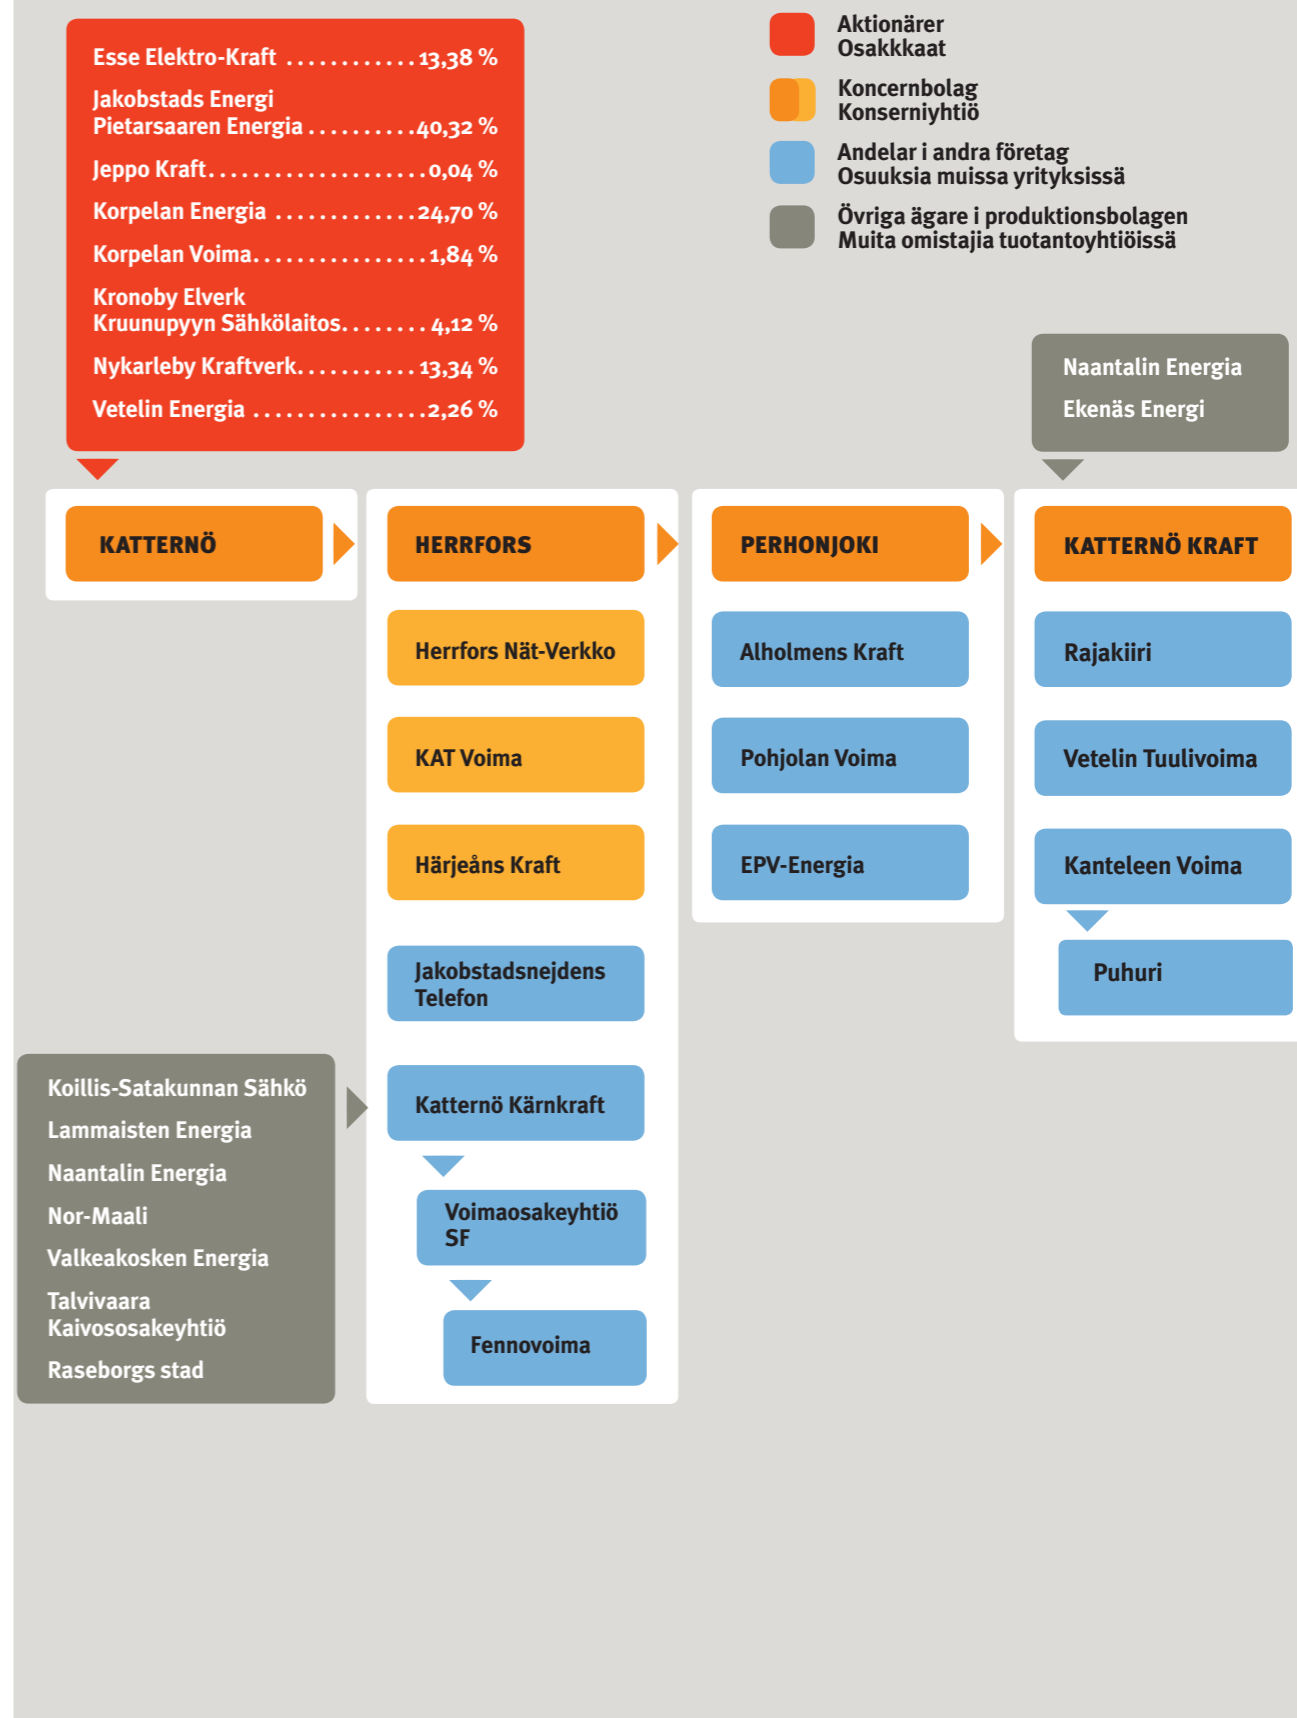 Esse Elektro-Kraft ............ 13,38 %
Jakobstads Energi
Pietarsaaren Energia .......... 40,32 %
Jeppo Kraft.................... 0,04 %
Korpelan Energia ............. 24,70 %
Korpelan Voima................ 1,84 %
Kronoby Elverk
Kruunupyyn Sähkölaitos........ 4,12 %
Nykarleby Kraftverk........... 13,34 %
Vetelin Energia ................ 2,26 %
Aktionärer
Osakkkaat
Koncernbolag
Konserniyhtiö
Andelar i andra företag
Osuuksia muissa yrityksissä
Övriga ägare i produktionsbolagen
Muita omistajia tuotantoyhtiöissä
Naantalin Energia
Ekenäs Energi
KATTERNÖ
HERRFORS
Herrfors Nät-Verkko
KAT Voima
Härjeåns Kraft
Jakobstadsnejdens
Telefon
Katternö Kärnkraft
Voimaosakeyhtiö
SF
Fennovoima
PERHONJOKI
Alholmens Kraft
Pohjolan Voima
EPV-Energia
KATTERNÖ KRAFT
Rajakiiri
Vetelin Tuulivoima
Kanteleen Voima
Puhuri
Koillis-Satakunnan Sähkö
Lammaisten Energia
Naantalin Energia
Nor-Maali
Valkeakosken Energia
Talvivaara
Kaivososakeyhtiö
Raseborgs stad